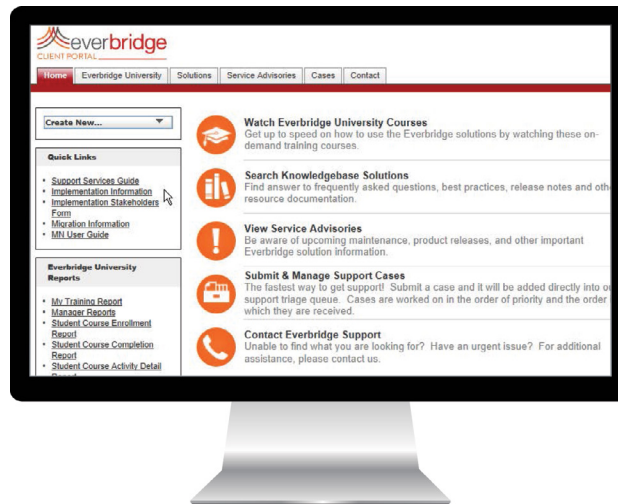 everbridge
CLIENT PORTAL
Home Everbridge University Solutions Service Advisories Cases Contact
Create New...
Quick Links
Support Services Guide
Implementation Information
Implementation Stakeholders
Form
Migration Information
MN User Guide
Everbridge University
Reports
My Training Report
Manager Reports
Student Course Enrollment
Report
Student Course Completion
Report
Student Course Activity Detail
Watch Everbridge University Courses
Get up to speed on how to use the Everbridge solutions by watching these on-
demand training courses.
Search Knowledgebase Solutions
Find answer to frequently asked questions, best practices, release notes and
resource documentation.
View Service Advisories
Be aware of upcoming maintenance, product releases, and other important
Everbridge solution information.
Submit & Manage Support Cases
The fastest way to get support! Submit a case and it will be added directly into
support triage queue. Cases are worked on in the order of priority and the order
which they are received.
Contact Everbridge Support
Unable to find what you are looking for? Have an urgent issue? For additional
assistance, please contact us.